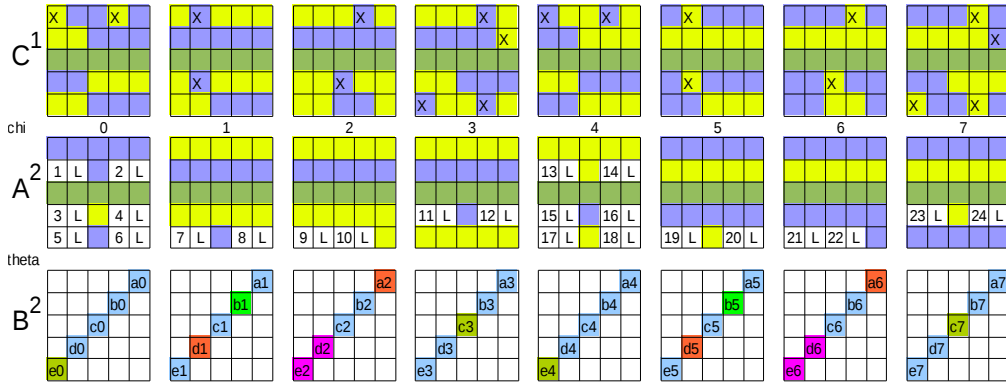 X X X X X X X X X
C1 X X
X X X X
X X X X
chi 0 1 2 3 4 5 6 7
A2 1 L 2 L 13 L 14 L
3 L 4 L 11 L 12 L 15 L 16 L 23 L 24 L
5 L 6 L 7 L 8 L 9 L 10 L 17 L 18 L 19 L 20 L 21 L 22 L
theta
a0 a1 a2 a3 a4 a5 a6 a7
B2 b0 b1 b2 b3 b4 b5 b6 b7
c0 c1 c2 c3 c4 c5 c6 c7
d0 d1 d2 d3 d4 d5 d6 d7
e0 e1 e2 e3 e4 e5 e6 e7